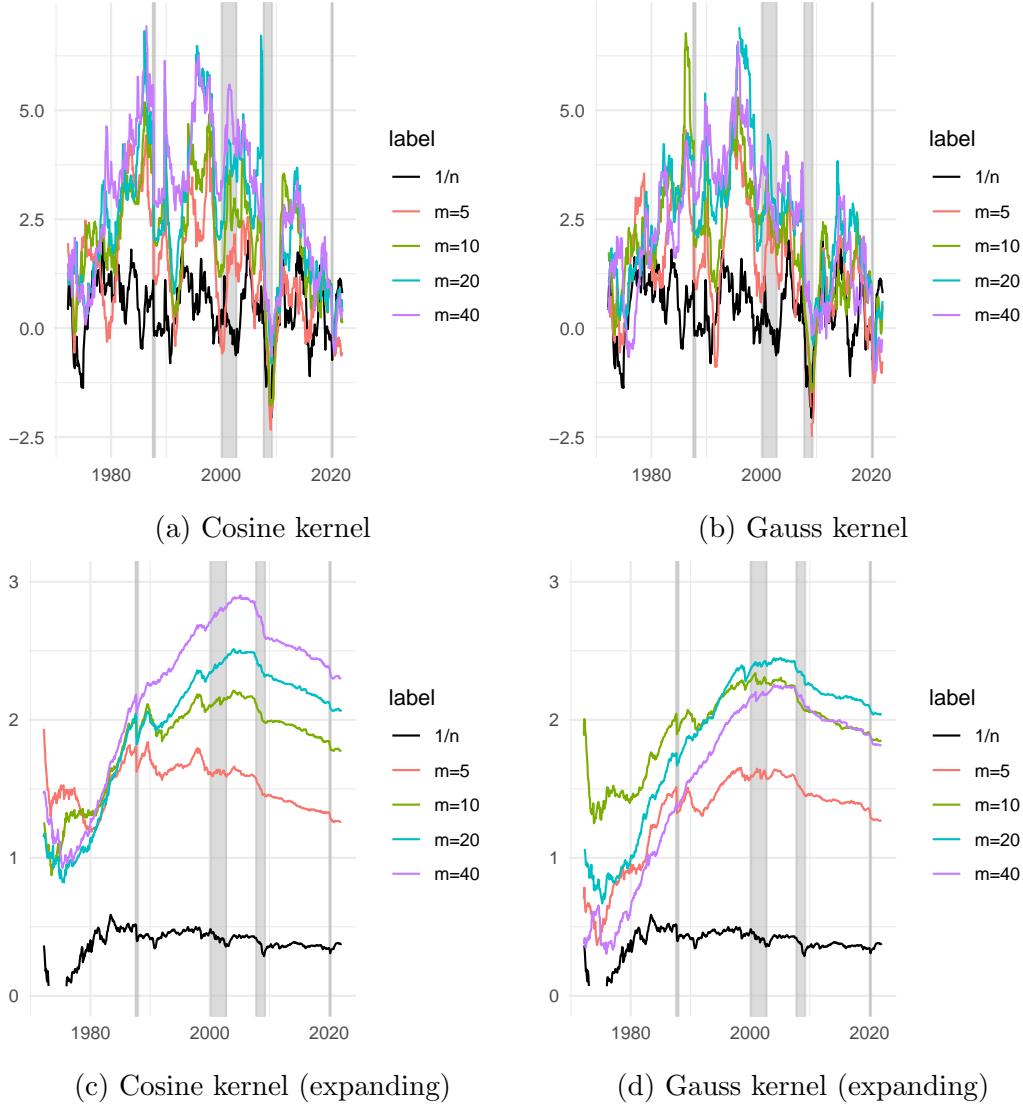 5.0
2.5
0.0
−2.5
1980
2000
2020
label
1/n
m=5
m=10
m=20
m=40
(a) Cosine kernel
5.0
2.5
0.0
−2.5
1980
2000
2020
label
1/n
m=5
m=10
m=20
m=40
(b) Gauss kernel
3
2
1
0
1980
2000
2020
label
1/n
m=5
m=10
m=20
m=40
(c) Cosine kernel (expanding)
3
2
1
0
1980
2000
2020
label
1/n
m=5
m=10
m=20
m=40
(d) Gauss kernel (expanding)